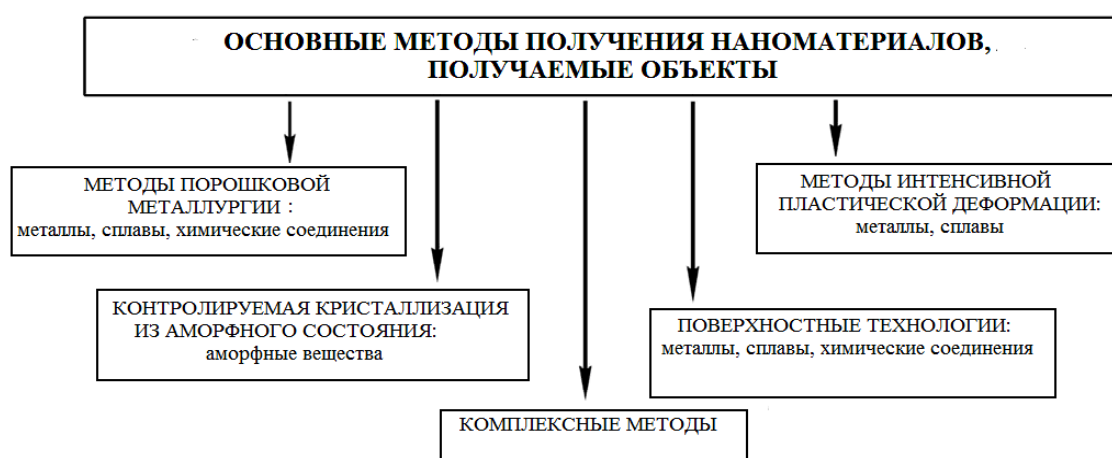 ОСНОВНЫЕ МЕТОДЫ ПОЛУЧЕНИЯ НАНОМАТЕРИАЛОВ,
ПОЛУЧАЕМЫЕ ОБЪЕКТЫ
МЕТОДЫ ПОРОШКОВОЙ
МЕТАЛЛУРГИИ :
металлы, сплавы, химические соединения
МЕТОДЫ ИНТЕНСИВНОЙ
ПЛАСТИЧЕСКОЙ ДЕФОРМАЦИИ:
металлы, сплавы
КОНТРОЛИРУЕМАЯ КРИСТАЛЛИЗАЦИЯ
ИЗ АМОРФНОГО СОСТОЯНИЯ:
аморфные вещества
ПОВЕРХНОСТНЫЕ ТЕХНОЛОГИИ:
металлы, сплавы, химические соединения
КОМПЛЕКСНЫЕ МЕТОДЫ